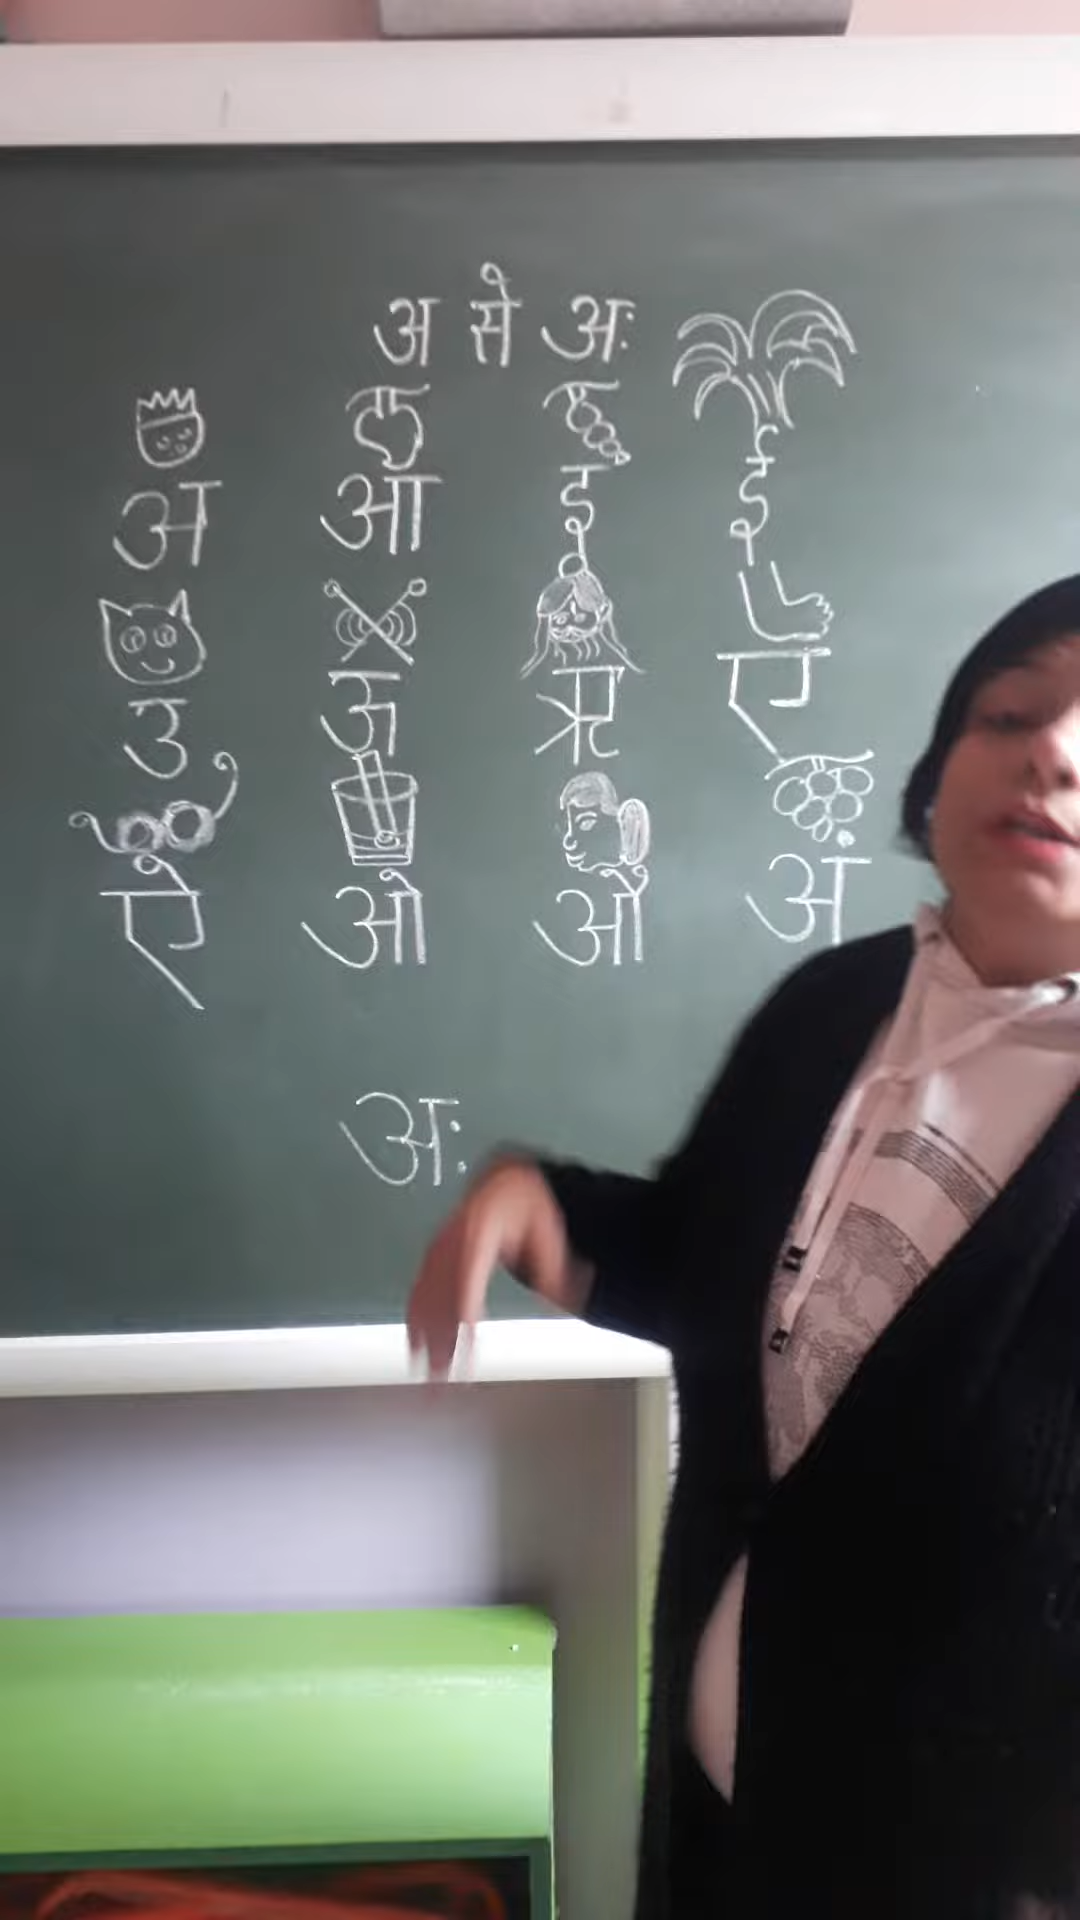 अ से अः
अ आ इ ई
उ ऊ ऋ ए
ऐ ओ औ अं
अः